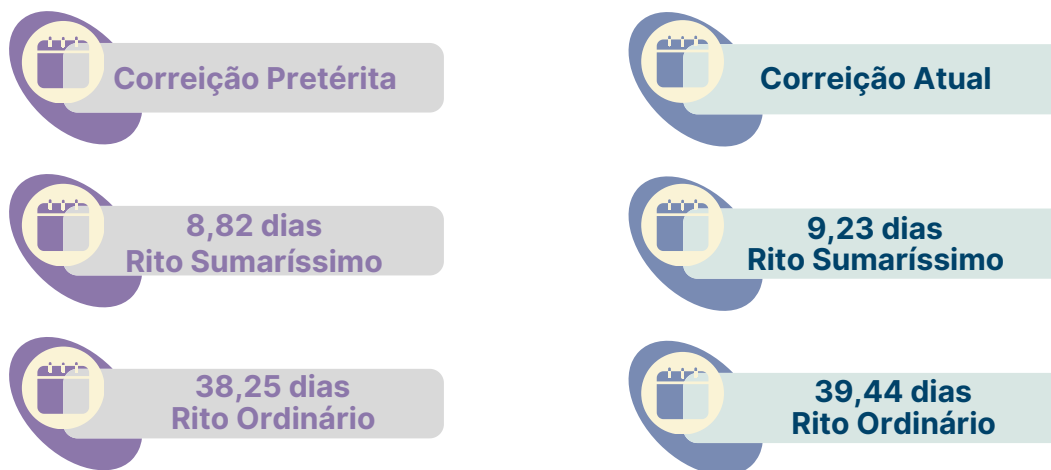 Correição Pretérita
8,82 dias
Rito Sumaríssimo
38,25 dias
Rito Ordinário
Correição Atual
9,23 dias
Rito Sumaríssimo
39,44 dias
Rito Ordinário